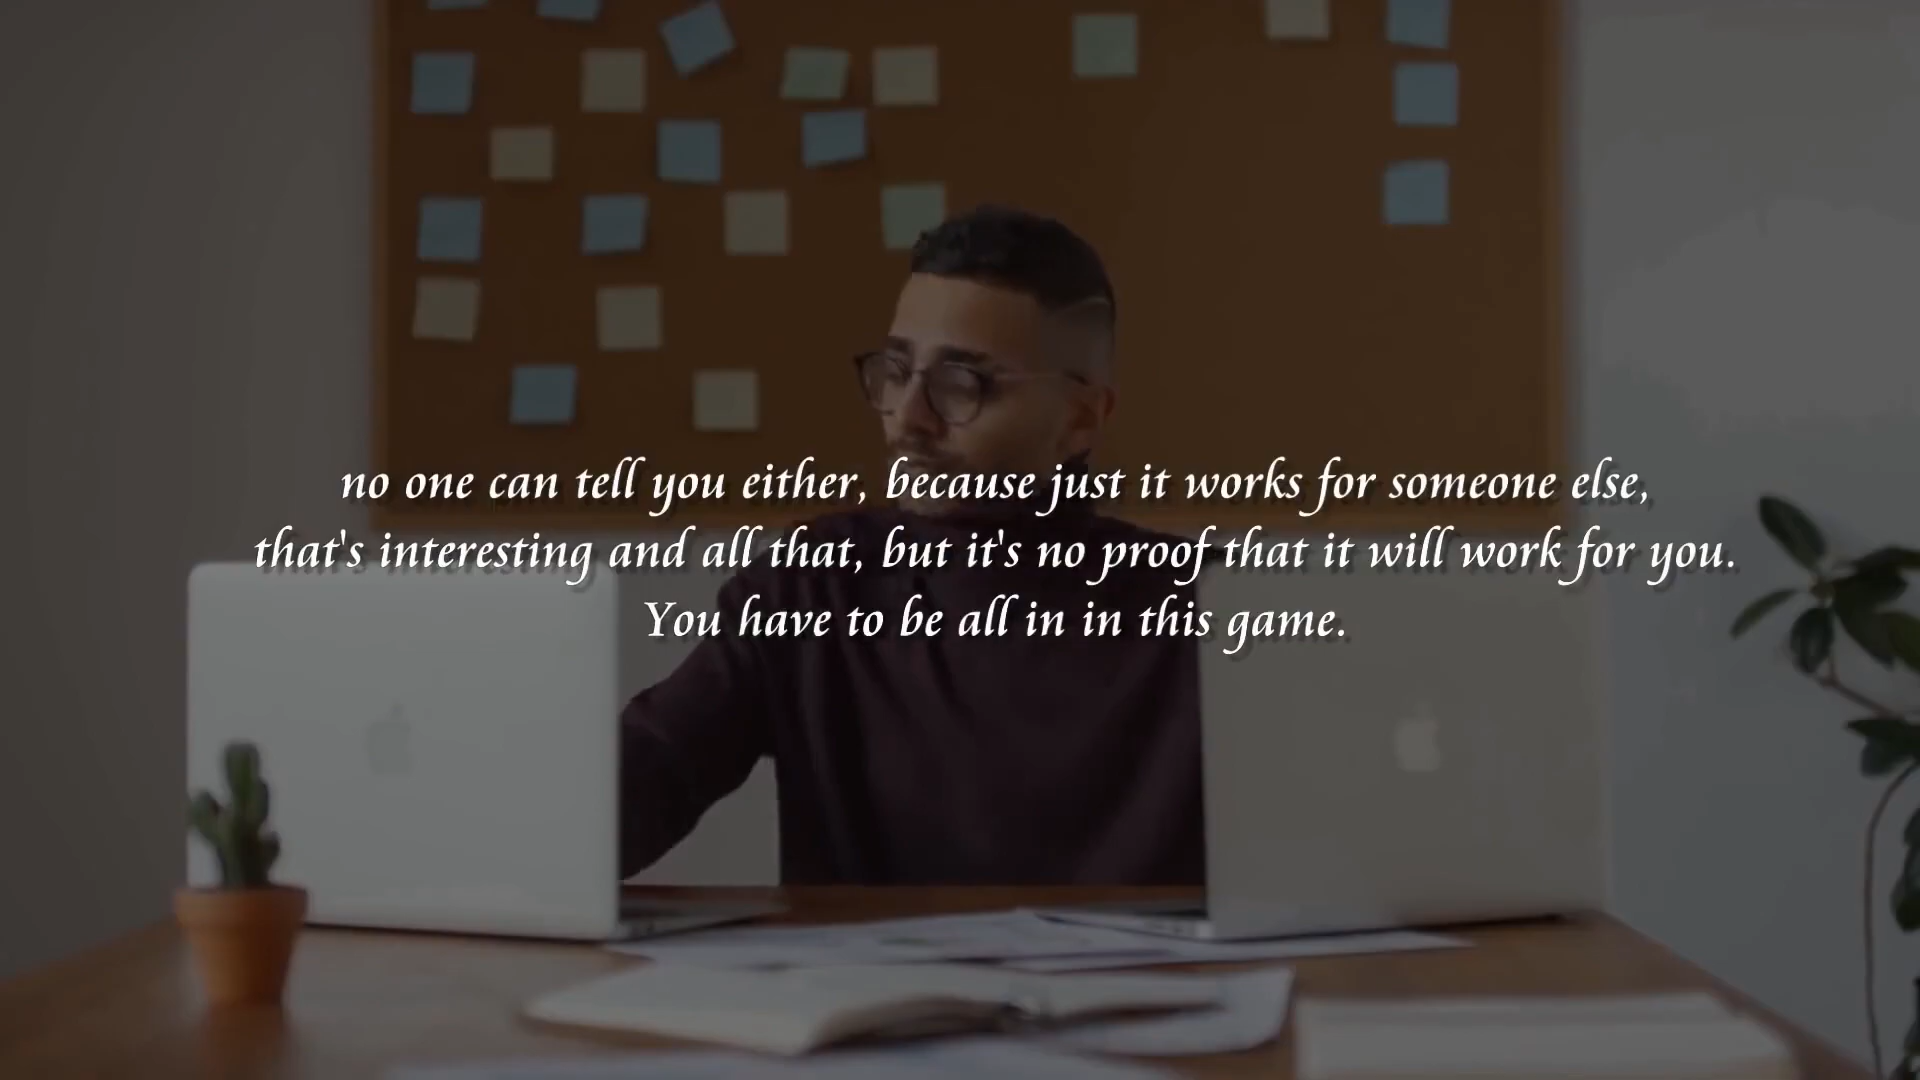 no one can tell you either, because just it works for someone else,
that's interesting and all that, but it's no proof that it will work for you.
You have to be all in in this game.